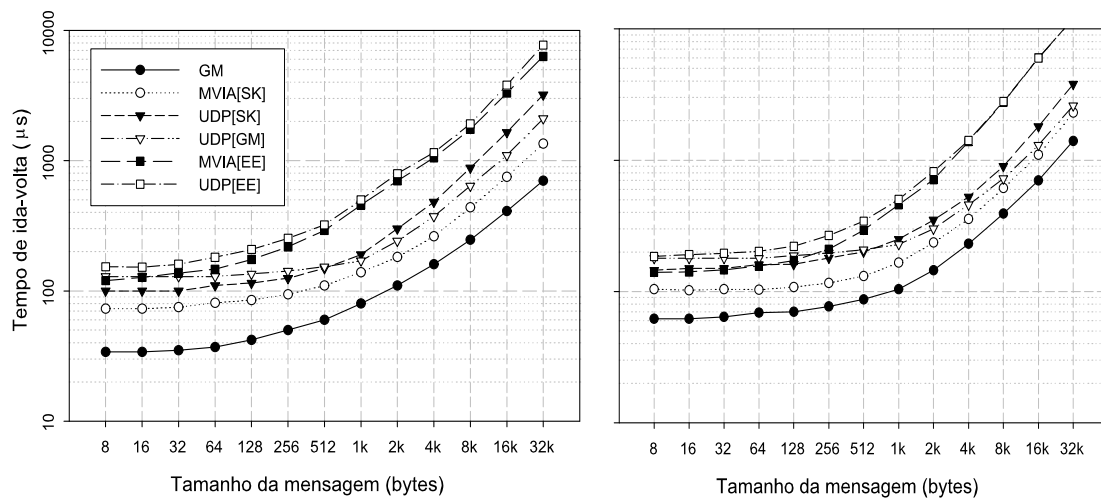 10000
1000
100
10
Tempo de ida-volta (μs)
GM
MVIA[SK]
UDP[SK]
UDP[GM]
MVIA[EE]
UDP[EE]
8 16 32 64 128 256 512 1k 2k 4k 8k 16k 32k
Tamanho da mensagem (bytes)
8 16 32 64 128 256 512 1k 2k 4k 8k 16k 32k
Tamanho da mensagem (bytes)